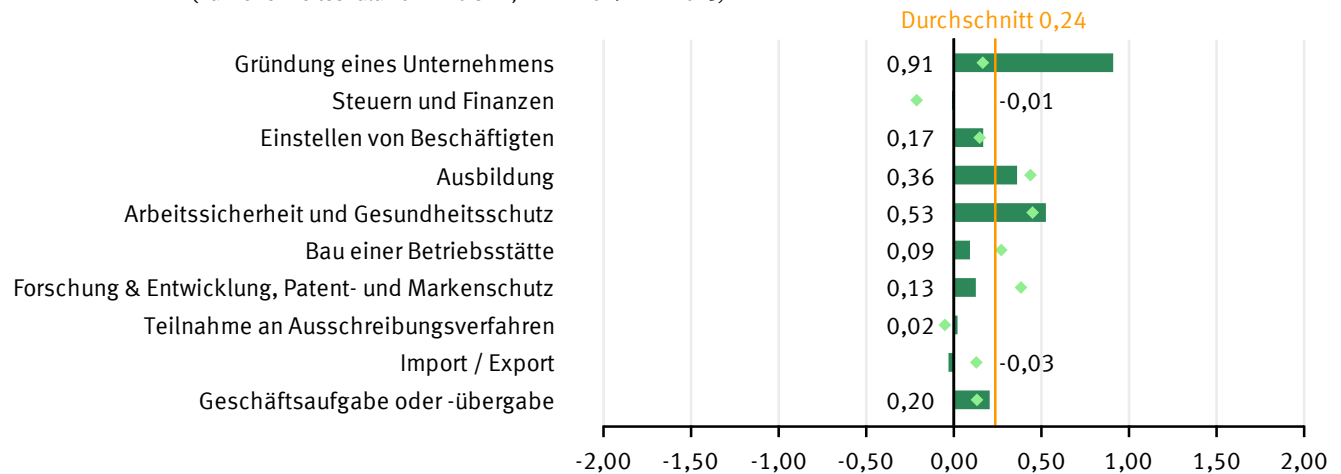 Durchschnitt 0,24
Gründung eines Unternehmens 0,91
Steuern und Finanzen -0,01
Einstellen von Beschäftigten 0,17
Ausbildung 0,36
Arbeitssicherheit und Gesundheitsschutz 0,53
Bau einer Betriebsstätte 0,09
Forschung & Entwicklung, Patent- und Markenschutz 0,13
Teilnahme an Ausschreibungsverfahren 0,02
Import / Export -0,03
Geschäftsaufgabe oder -übergabe 0,20
-2,00 -1,50 -1,00 -0,50 0,00 0,50 1,00 1,50 2,00